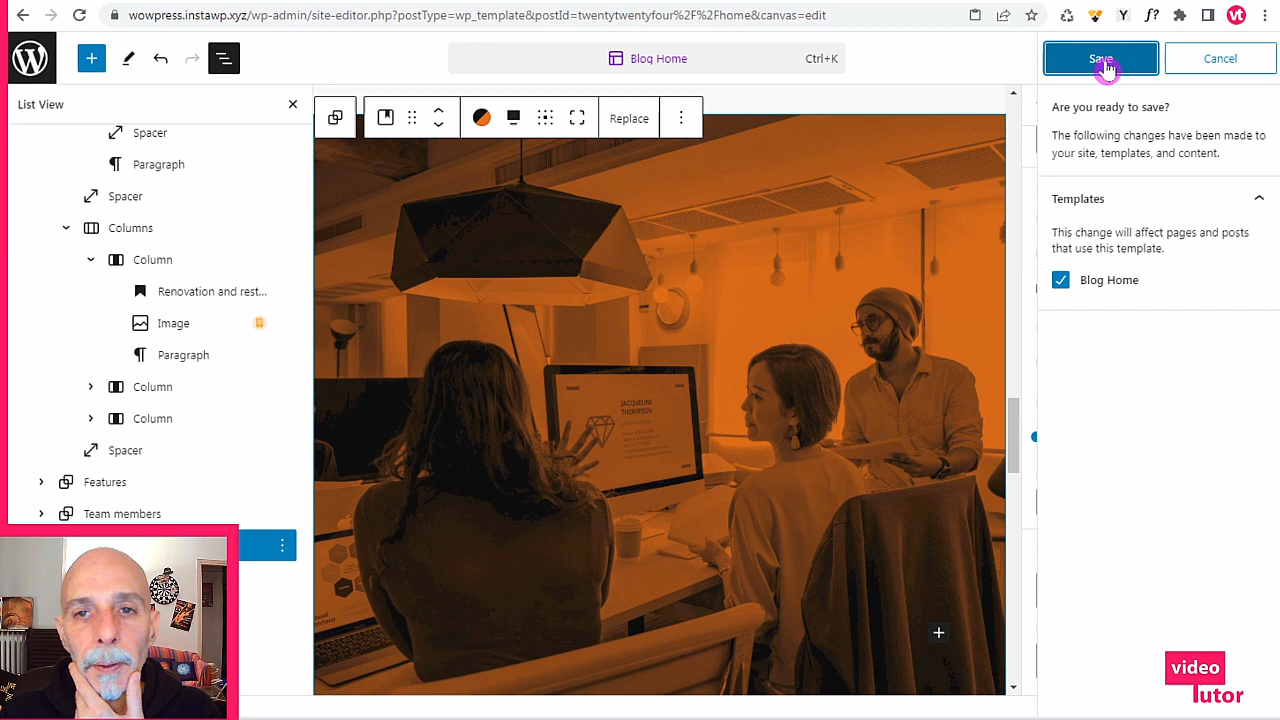 wowpress.instawp.xyz/wp-admin/site-editor.php?postType=wp_template&postId=twentytwentyfour%2F%2Fhome&canvas=edit
Blog Home
Ctrl+K
Save
Cancel
List View
Spacer
Paragraph
Spacer
Columns
Column
Renovation and rest...
Image
Paragraph
Column
Column
Spacer
Features
Team members
Replace
JACQUELINE
THOMPSON
Are you ready to save?
The following changes have been made to
your site, templates, and content.
Templates
This change will affect pages and posts
that use this template.
Blog Home
video
Tutor